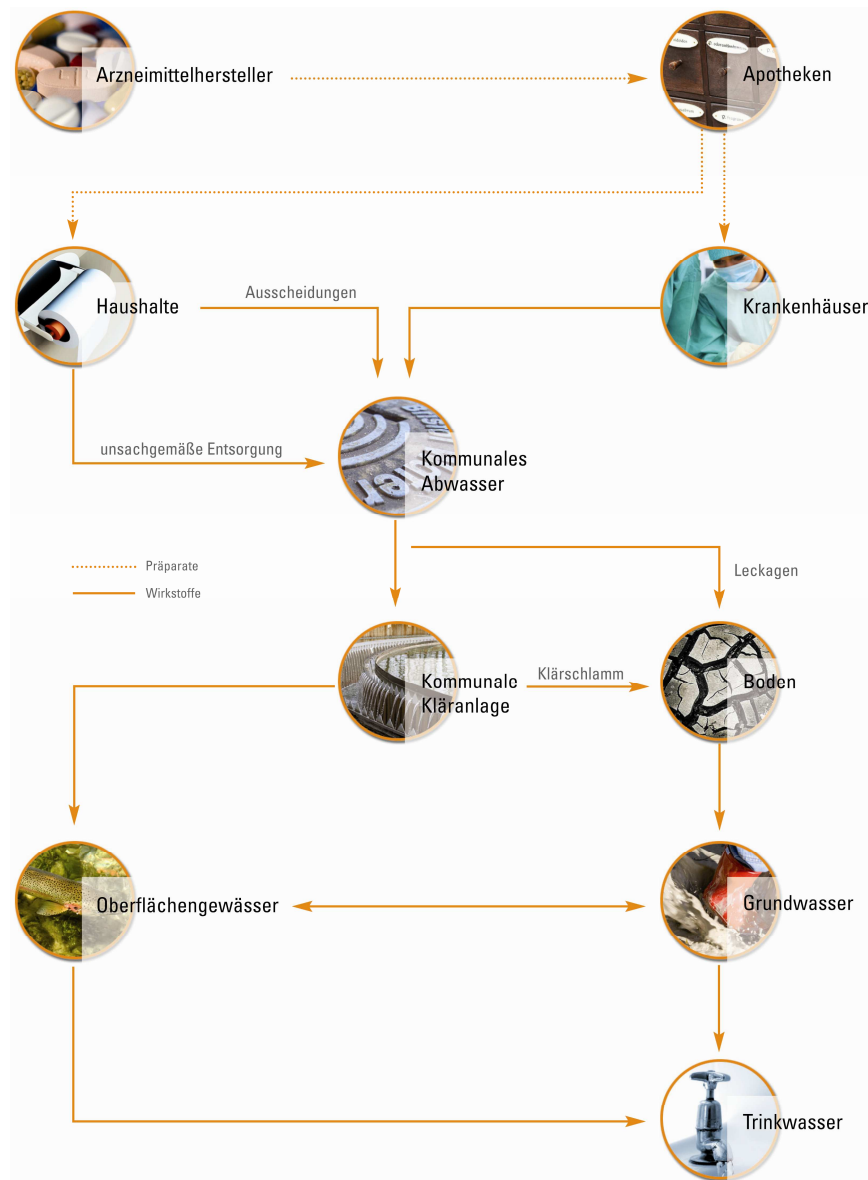 Arzneimittelhersteller
Apotheken
Haushalte
Ausscheidungen
Krankenhäuser
unsachgemäße Entsorgung
Kommunales
Abwasser
Präparate
Wirkstoffe
Leckagen
Kommunale
Kläranlage
Klärschlamm
Boden
Oberflächengewässer
Grundwasser
Trinkwasser